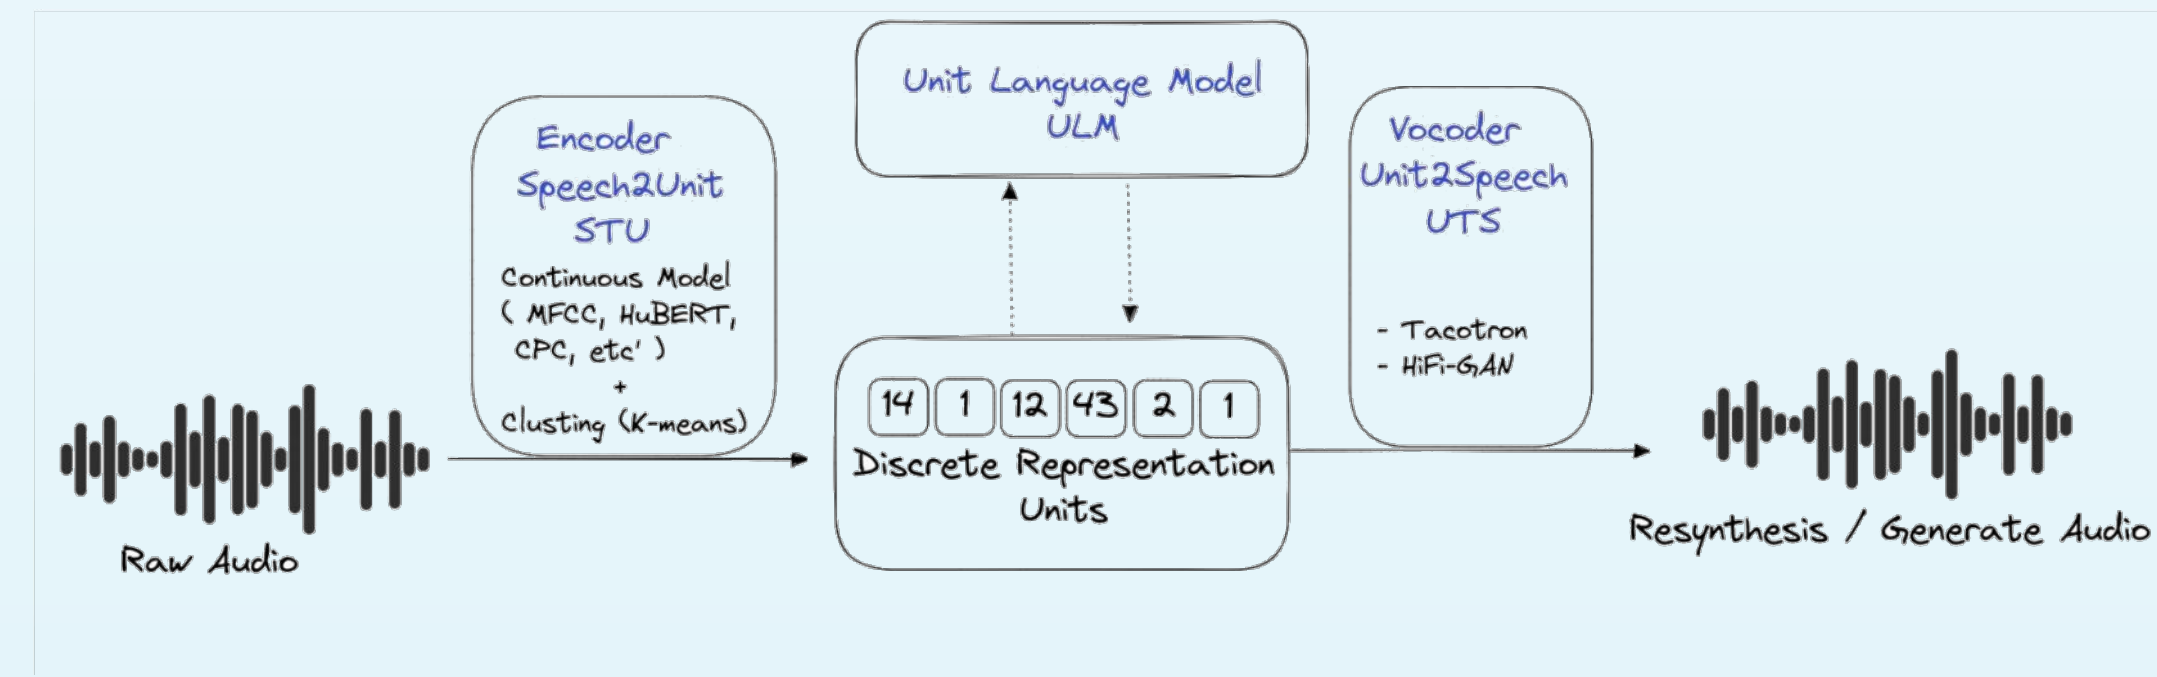 Raw Audio
Encoder
Speech2Unit
STU
Continuous Model
( MFCC, HuBERT,
CPC, etc' )
+
Clusting (K-means)
Unit Language Model
ULM
14 1 12 43 2 1
Discrete Representation
Units
Vocoder
Unit2Speech
UTS
- Tacotron
- HiFi-GAN
Resynthesis / Generate Audio